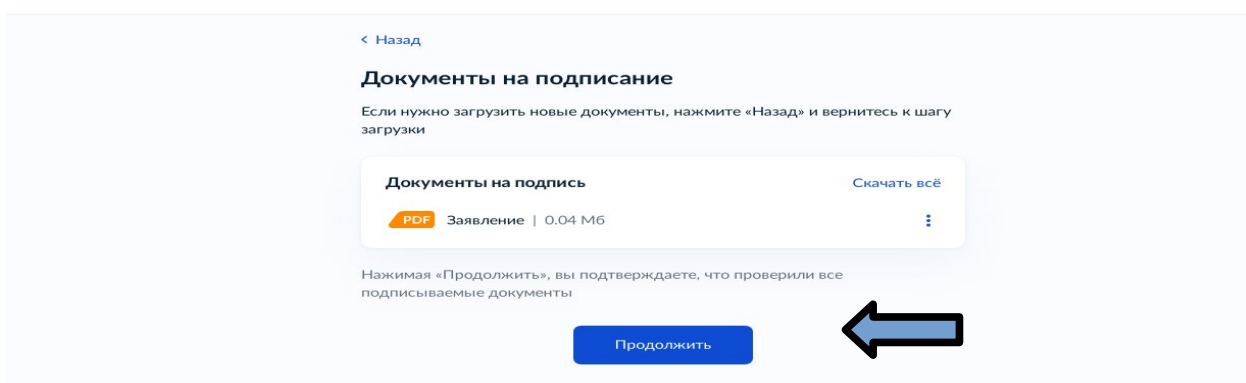 < Назад
Документы на подписание
Если нужно загрузить новые документы, нажмите «Назад» и вернитесь к шагу
загрузки
Документы на подпись Скачать всё
PDF Заявление | 0.04 Мб
Нажимая «Продолжить», вы подтверждаете, что проверили все
подписываемые документы
Продолжить